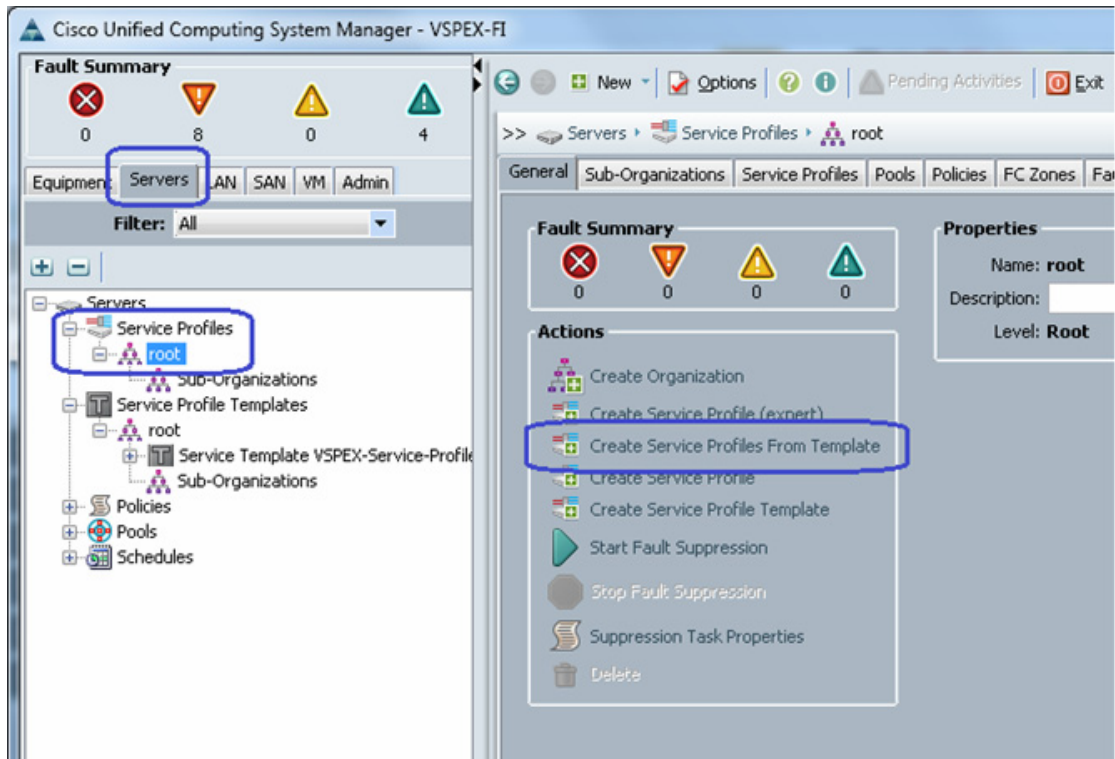 Cisco Unified Computing System Manager - VSPEX-FI
Fault Summary
0 8 0 4
Equipment Servers LAN SAN VM Admin
Filter: All
Servers
Service Profiles
root
Sub-Organizations
Service Profile Templates
root
Service Template VSPEX-Service-Profile
Sub-Organizations
Policies
Pools
Schedules
New Options Pending Activities Exit
>> Servers Service Profiles root
General Sub-Organizations Service Profiles Pools Policies FC Zones
Fault Summary
0 0 0 0
Actions
Create Organization
Create Service Profile (expert)
Create Service Profiles From Template
Create Service Profile
Create Service Profile Template
Start Fault Suppression
Stop Fault Suppression
Suppression Task Properties
Delete
Properties
Name: root
Description:
Level: Root